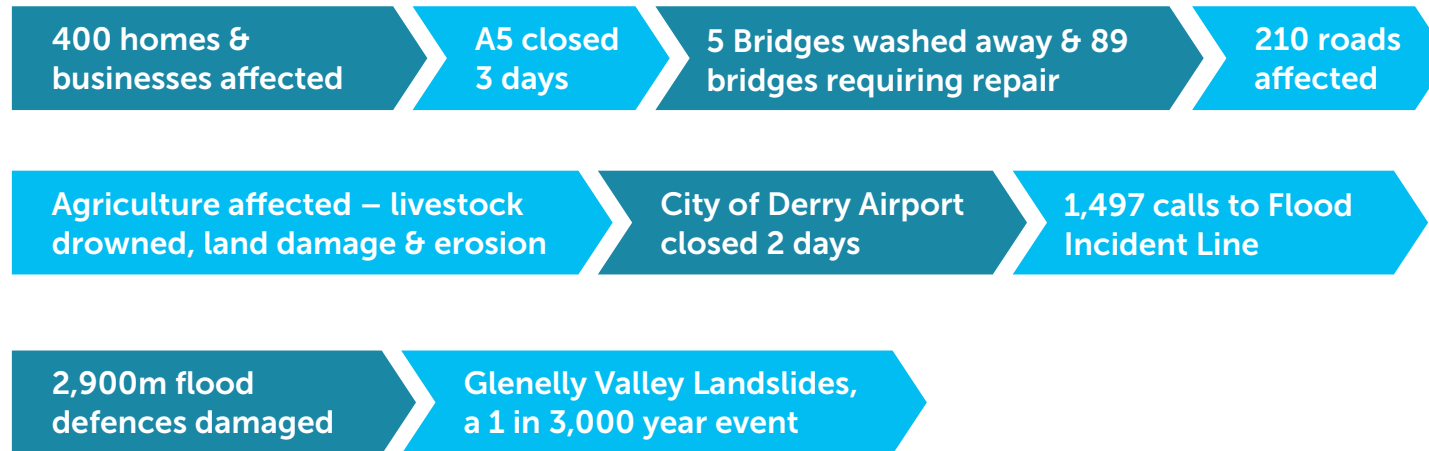 400 homes &
businesses affected
A5 closed
3 days
5 Bridges washed away & 89
bridges requiring repair
210 roads
affected
Agriculture affected – livestock
drowned, land damage & erosion
City of Derry Airport
closed 2 days
1,497 calls to Flood
Incident Line
2,900m flood
defences damaged
Glenelly Valley Landslides,
a 1 in 3,000 year event